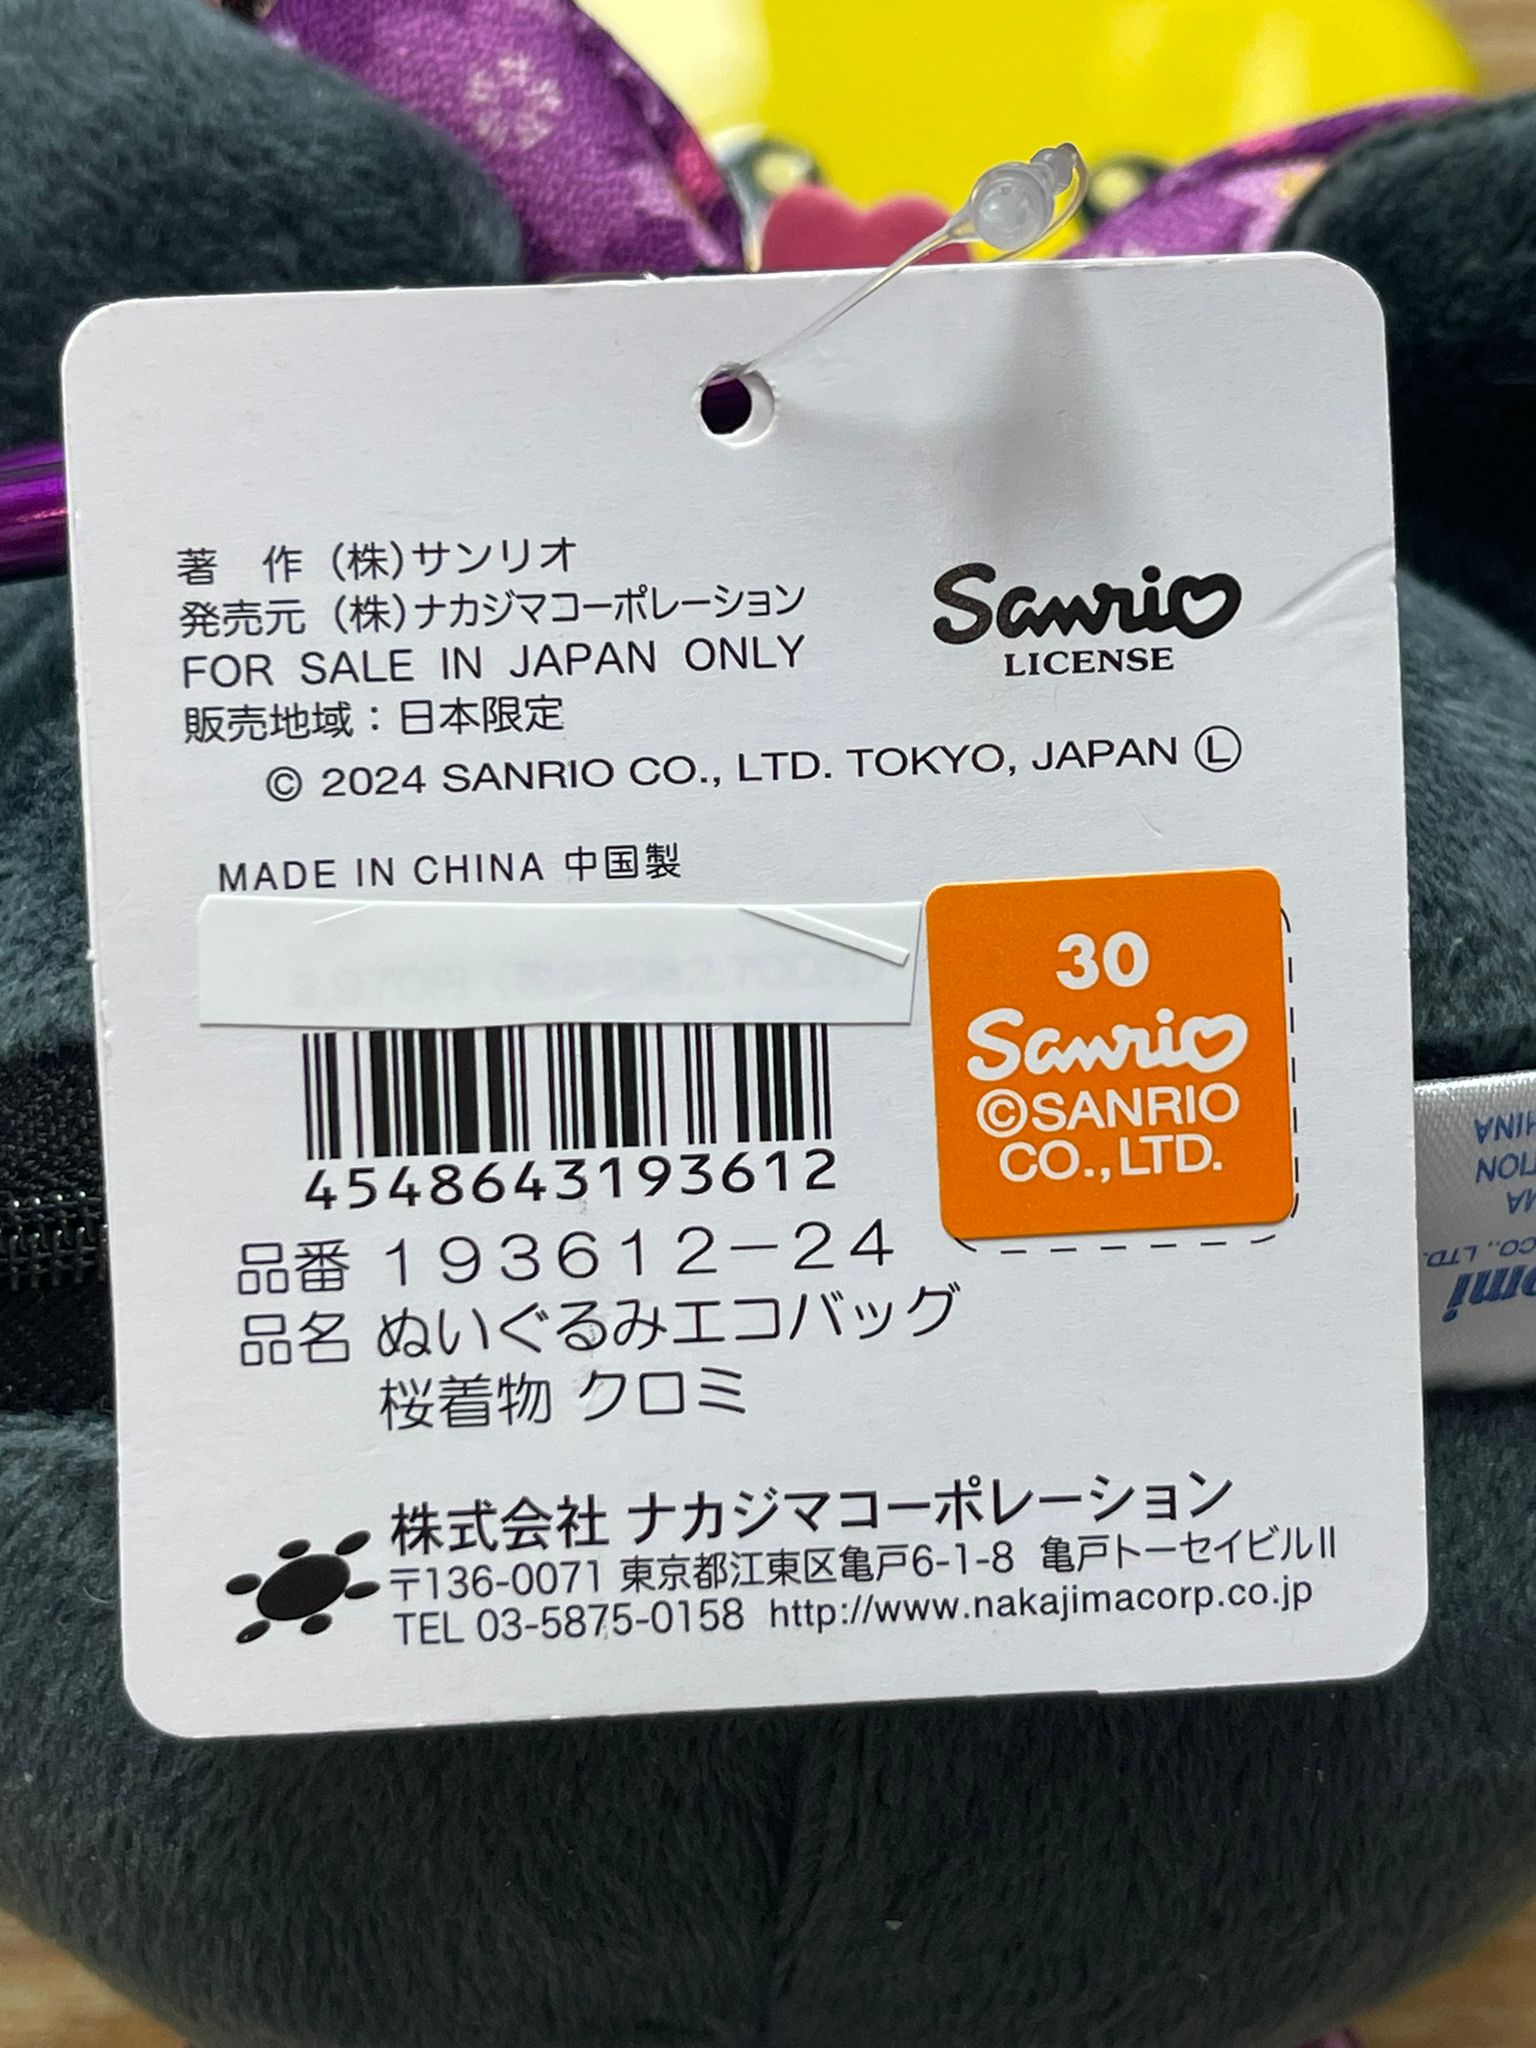 著　作 (株)サンリオ
発売元 (株)ナカジマコーポレーション
FOR SALE IN JAPAN ONLY
販売地域：日本限定
Sanrio
LICENSE
© 2024 SANRIO CO., LTD. TOKYO, JAPAN Ⓛ
MADE IN CHINA 中国製
30
Sanrio
©SANRIO
CO.,LTD.
4548643193612
品番 193612-24
品名 ぬいぐるみエコバッグ
桜着物 クロミ
株式会社 ナカジマコーポレーション
〒136-0071 東京都江東区亀戸6-1-8 亀戸トーセイビルII
TEL 03-5875-0158 http://www.nakajimacorp.co.jp
CO., LTD.